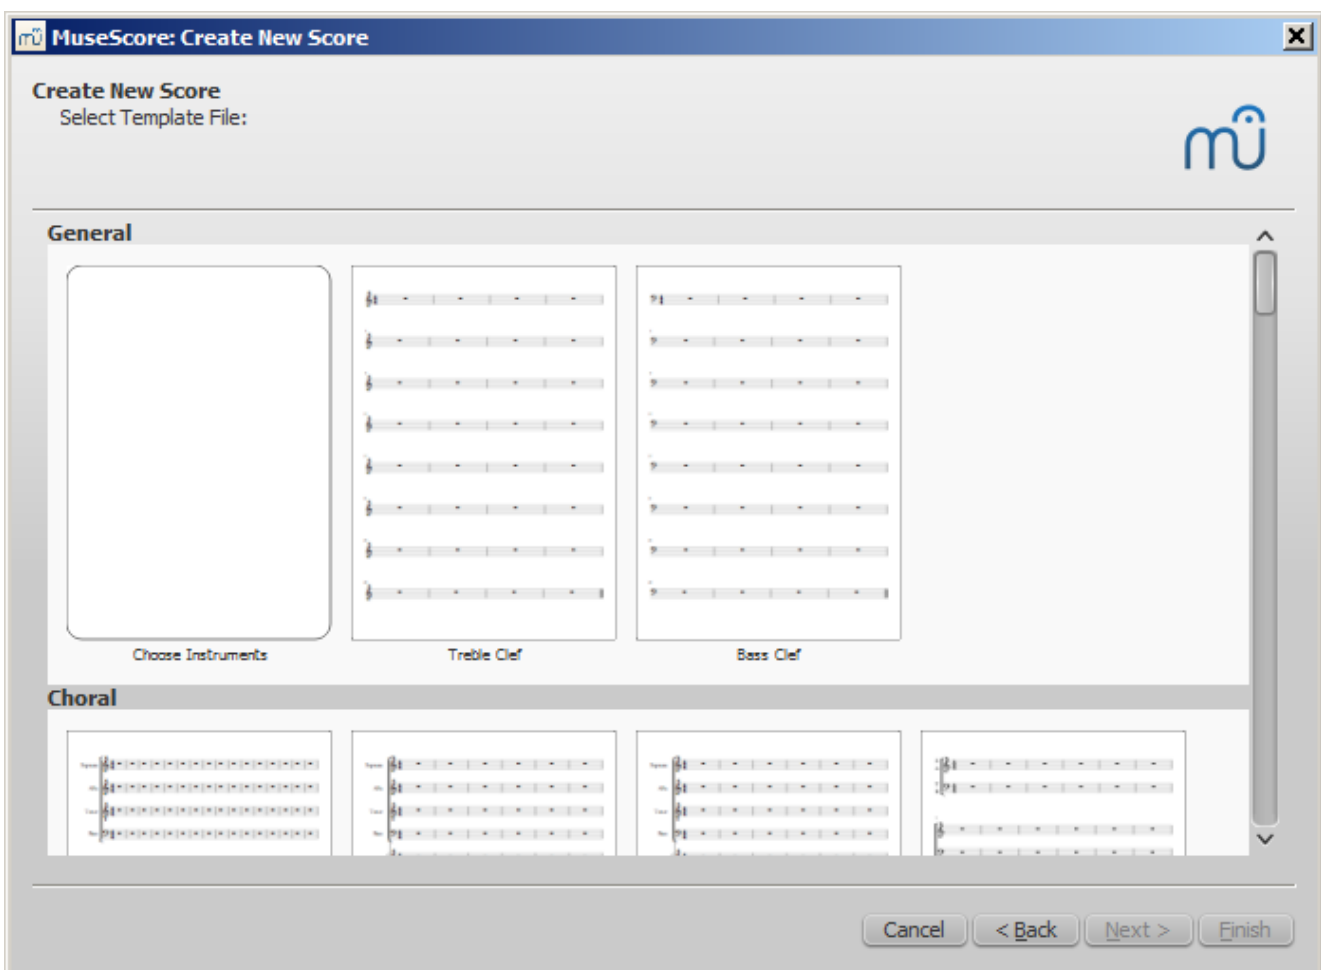 MuseScore: Create New Score
Create New Score
Select Template File:
General
Choose Instruments
Treble Clef
Bass Clef
Choral
Cancel
< Back
Next >
Finish